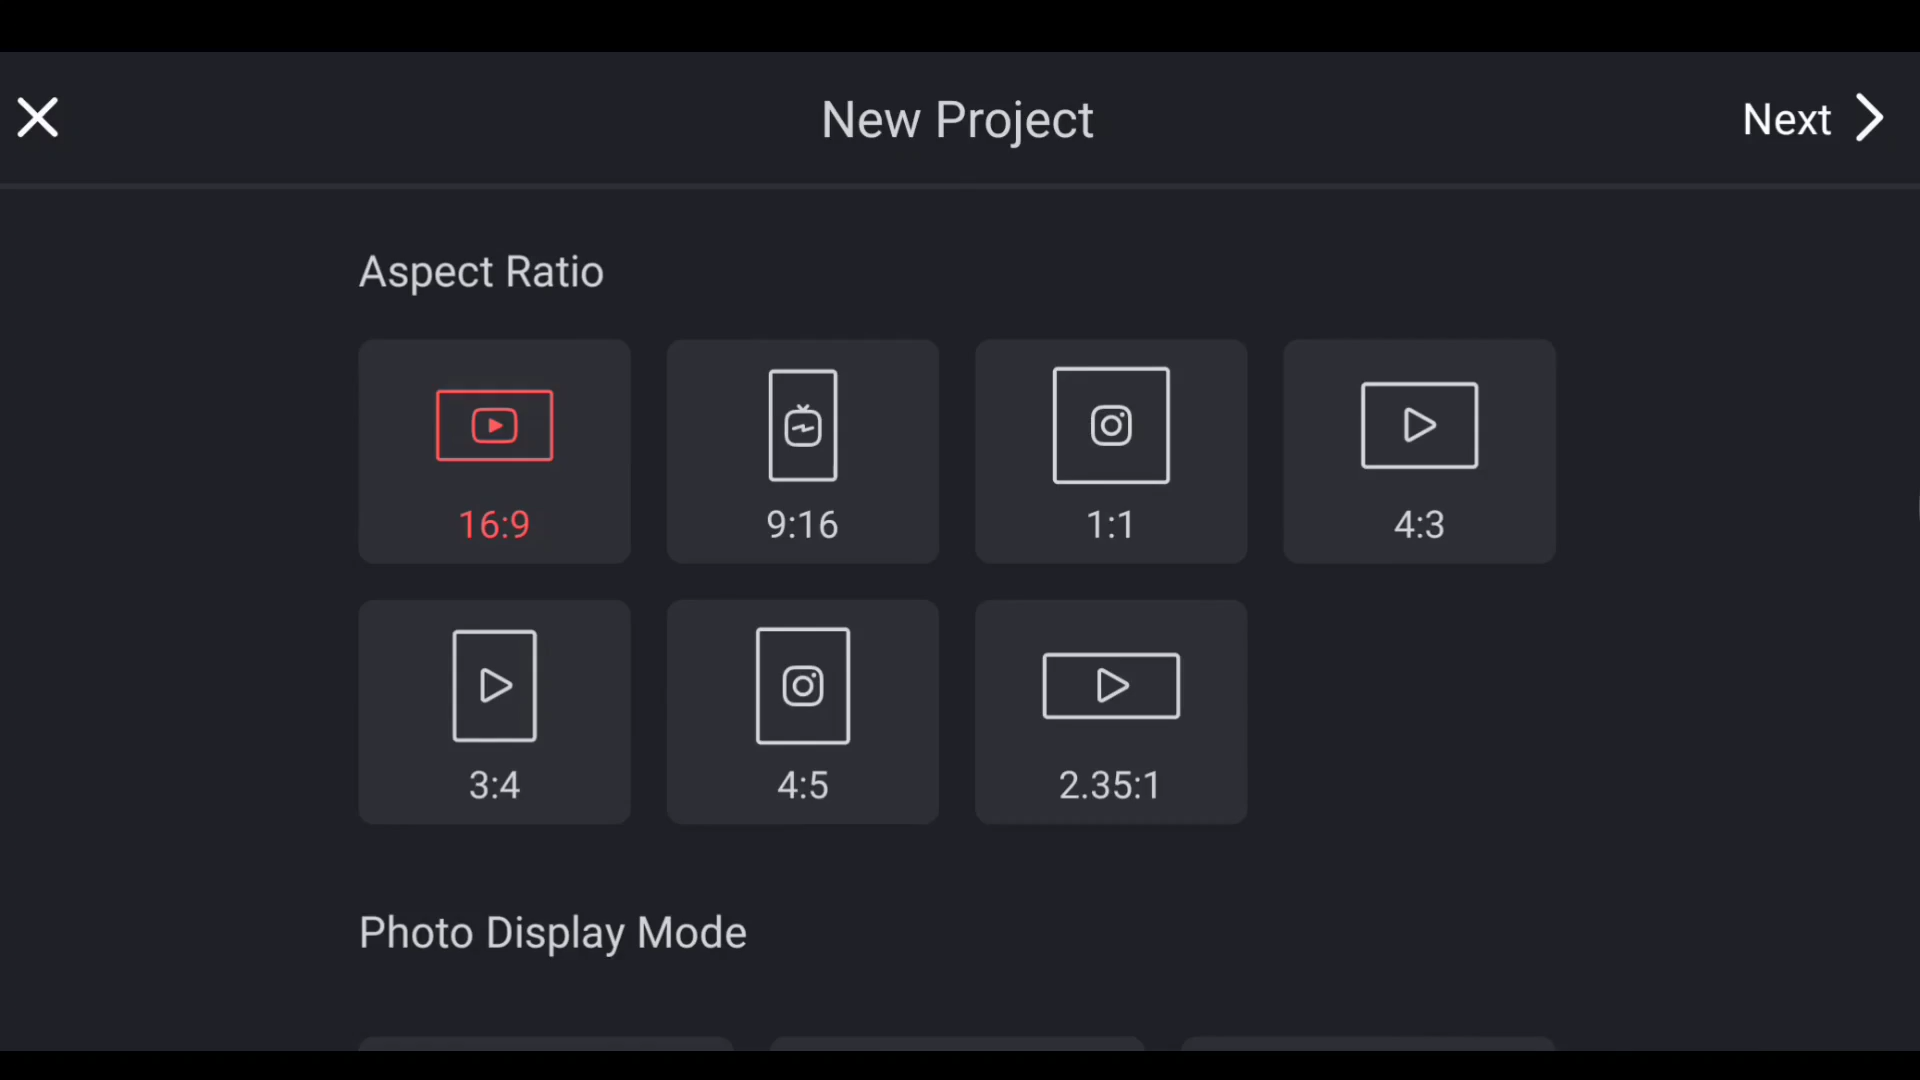 New Project
Next
Aspect Ratio
16:9
9:16
1:1
4:3
3:4
4:5
2.35:1
Photo Display Mode